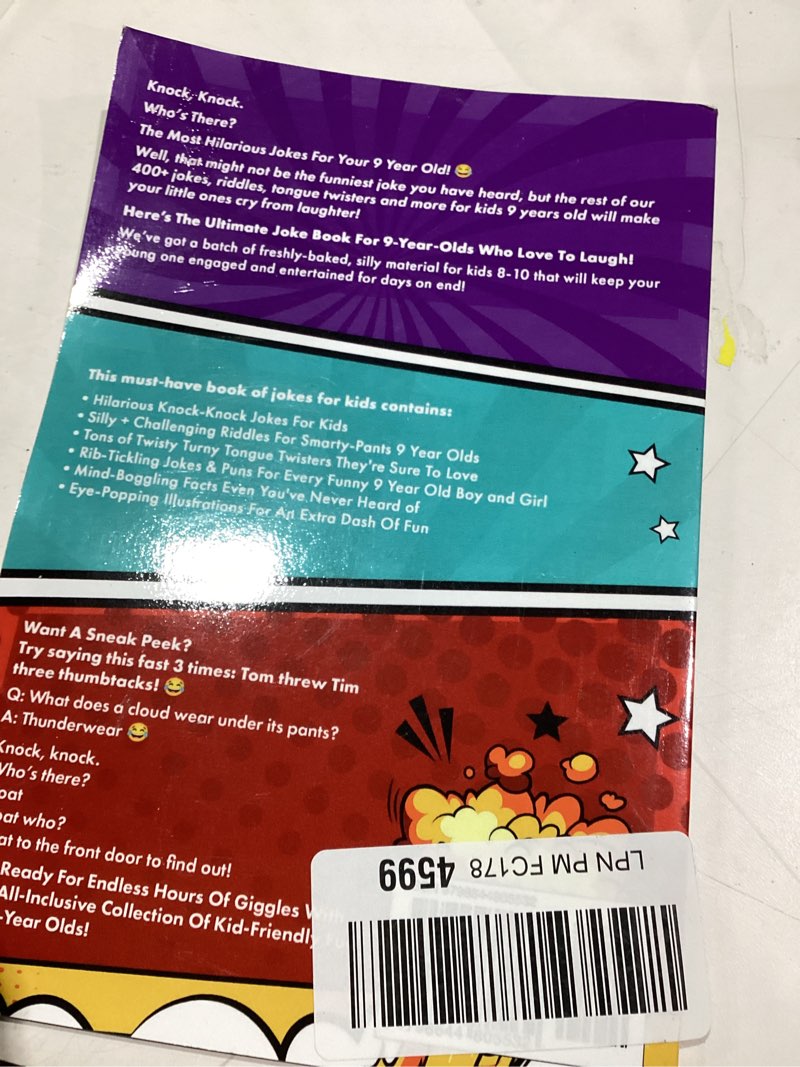 Knock, Knock.
Who's There?
The Most Hilarious Jokes For Your 9 Year Old! 😂
Well, that might not be the funniest joke you have heard, but the rest of our
400+ jokes, riddles, tongue twisters and more for kids 9 years old will make
your little ones cry from laughter!
Here's The Ultimate Joke Book For 9-Year-Olds Who Love To Laugh!
We've got a batch of freshly-baked, silly material for kids 8-10 that will keep your
young one engaged and entertained for days on end!
This must-have book of jokes for kids contains:
• Hilarious Knock-Knock Jokes For Kids
• Silly + Challenging Riddles For Smarty-Pants 9 Year Olds
• Tons of Twisty Turny Tongue Twisters They're Sure To Love
• Rib-Tickling Jokes & Puns For Every Funny 9 Year Old Boy and Girl
• Mind-Boggling Facts Even You've Never Heard of
• Eye-Popping Illustrations For An Extra Dash Of Fun
Want A Sneak Peek?
Try saying this fast 3 times: Tom threw Tim
three thumbtacks! 😂
Q: What does a cloud wear under its pants?
A: Thunderwear 😂
Knock, knock.
Who's there?
oat
oat who?
at to the front door to find out!
Ready For Endless Hours Of Giggles With
All-Inclusive Collection Of Kid-Friendly
-Year Olds!
LPN PM FC178 4599